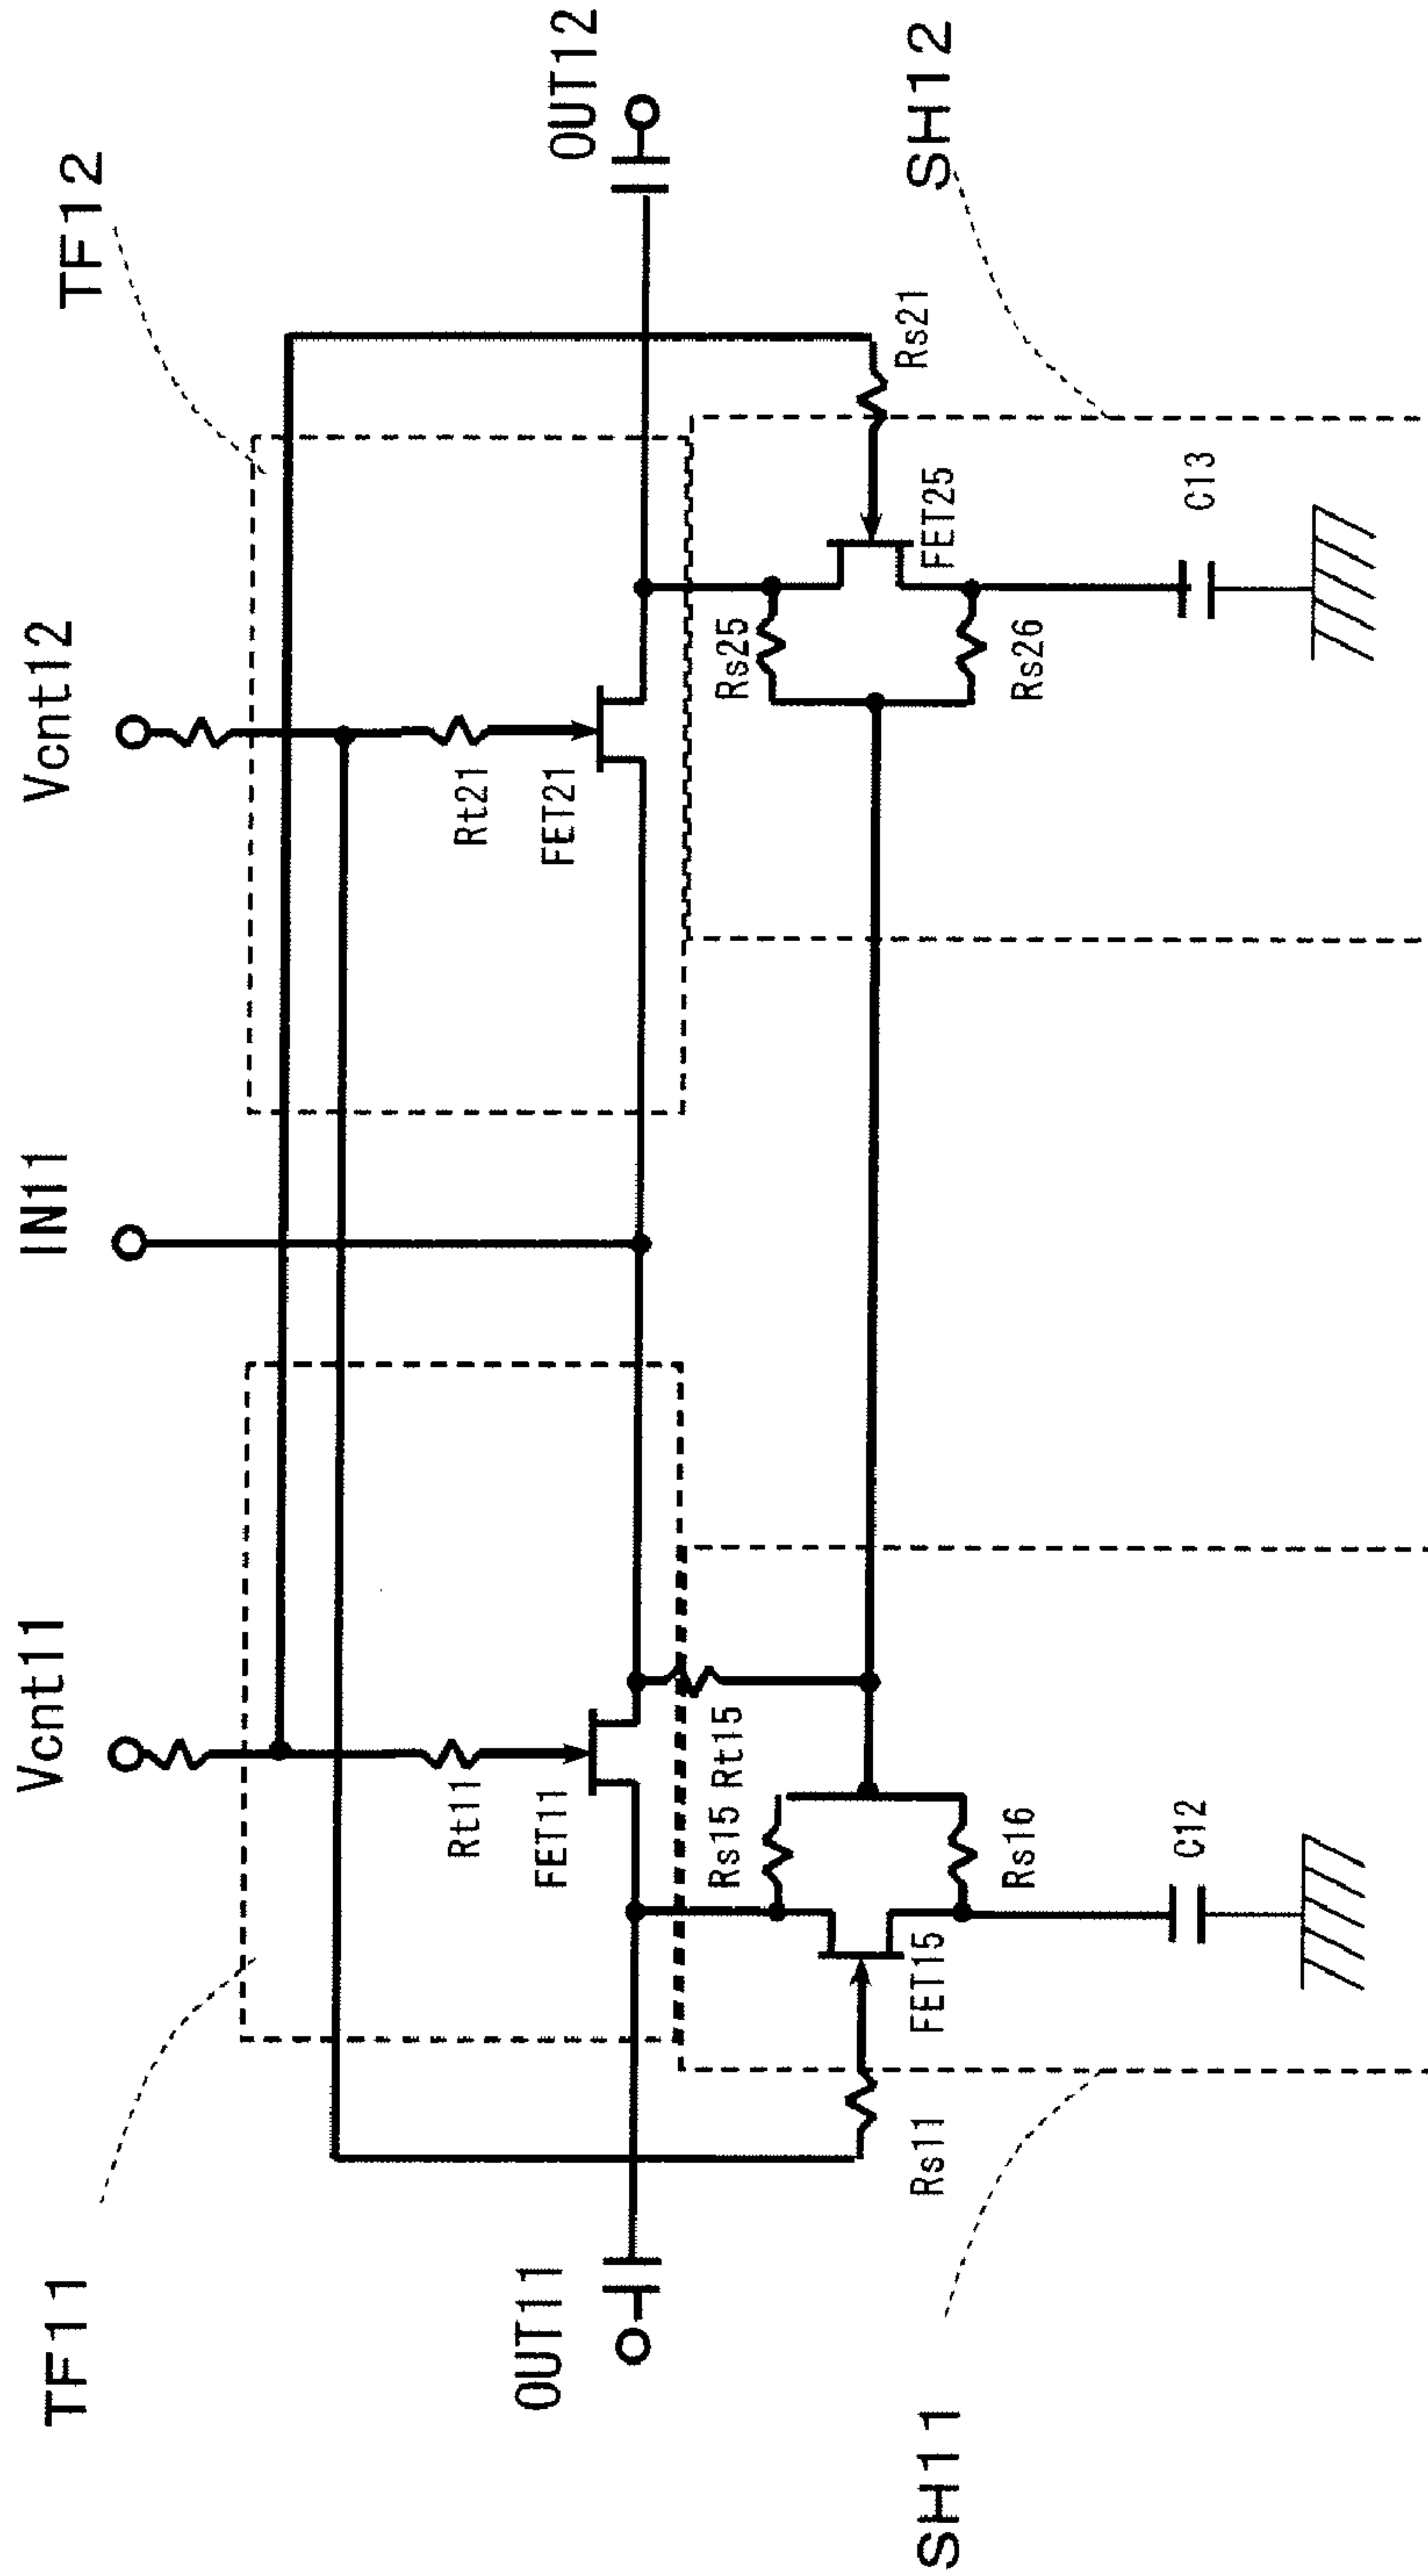 TF11
Vcnt11
IN11
Vcnt12
TF12
Rt11
Rt21
FET11
FET21
OUT11
OUT12
Rs15
Rt15
Rs25
Rs11
FET15
FET25
Rs21
SH11
SH12
Rs16
Rs26
C12
C13